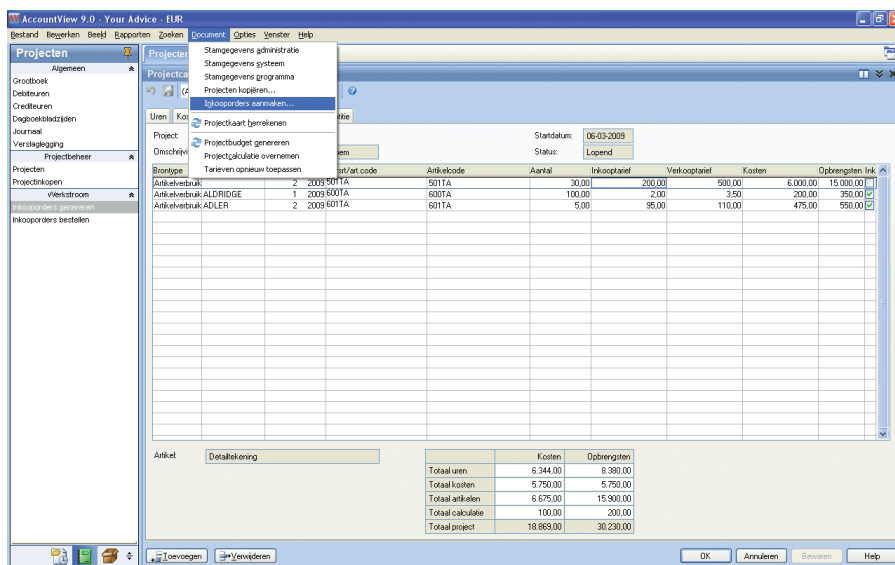 AccountView 9.0 - Your Advice - EUR
Bestand Bewerken Beeld Rapporten Zoeken Document Opties Venster Help
Projecten
Algemeen
Grootboek
Debiteuren
Crediteuren
Dagboekbladzijden
Journaal
Verslaglegging
Projectbeheer
Projecten
Projectinkopen
Werkstroom
Inkooporders genereren
Inkooporders bestellen
Stamgegevens administratie
Stamgegevens systeem
Stamgegevens programma
Projecten kopiëren...
Inkooporders aanmaken...
Projectkaart herrekenen
Projectbudget genereren
Projectcalculatie overnemen
Tarieven opnieuw toepassen
Uren
Project: Startdatum: 06-03-2009
Status: Lopend
Brontype Artikelcode Aantal Inkooptarief Verkooptarief Kosten Opbrengsten Ink
Artikelverbruik 2 2009 501TA 501TA 30,00 200,00 500,00 6.000,00 15.000,00
Artikelverbruik ALDRIDGE 1 2009 600TA 600TA 100,00 2,00 3,50 200,00 350,00
Artikelverbruik ADLER 2 2009 601TA 601TA 5,00 95,00 110,00 475,00 550,00
Artikel: Detailtekening
Kosten Opbrengsten
Totaal uren 6.344,00 8.380,00
Totaal kosten 5.750,00 5.750,00
Totaal artikelen 6.675,00 15.900,00
Totaal calculatie 100,00 200,00
Totaal project 18.869,00 30.230,00
Toevoegen Verwijderen OK Annuleren Bewaren Help